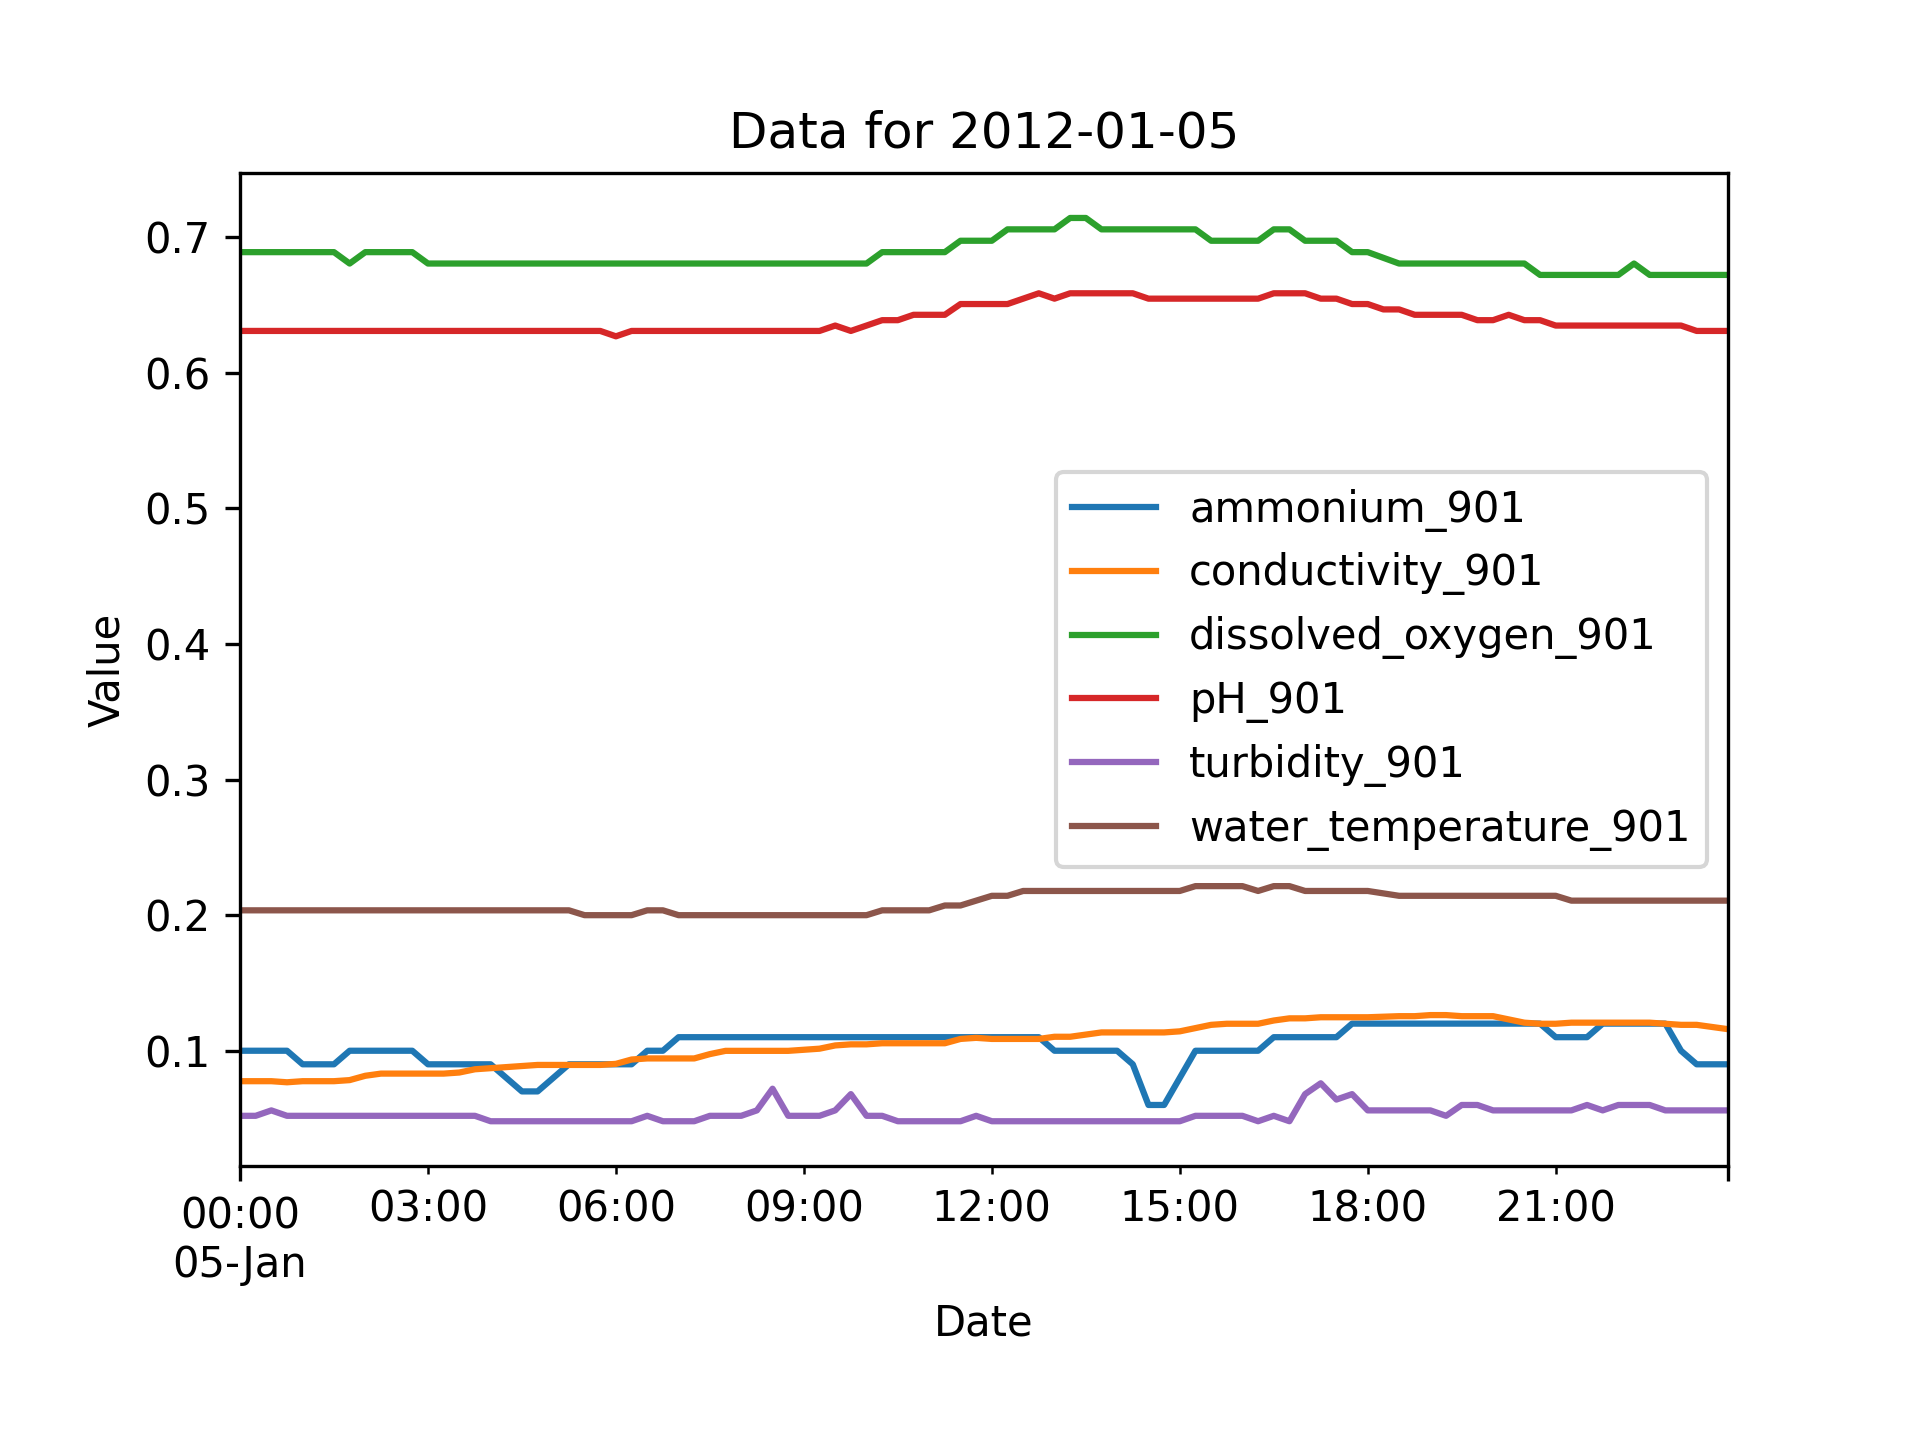 Data for 2012-01-05
Value
0.7
0.6
0.5
0.4
0.3
0.2
0.1
ammonium_901
conductivity_901
dissolved_oxygen_901
pH_901
turbidity_901
water_temperature_901
00:00 03:00 06:00 09:00 12:00 15:00 18:00 21:00
05-Jan
Date